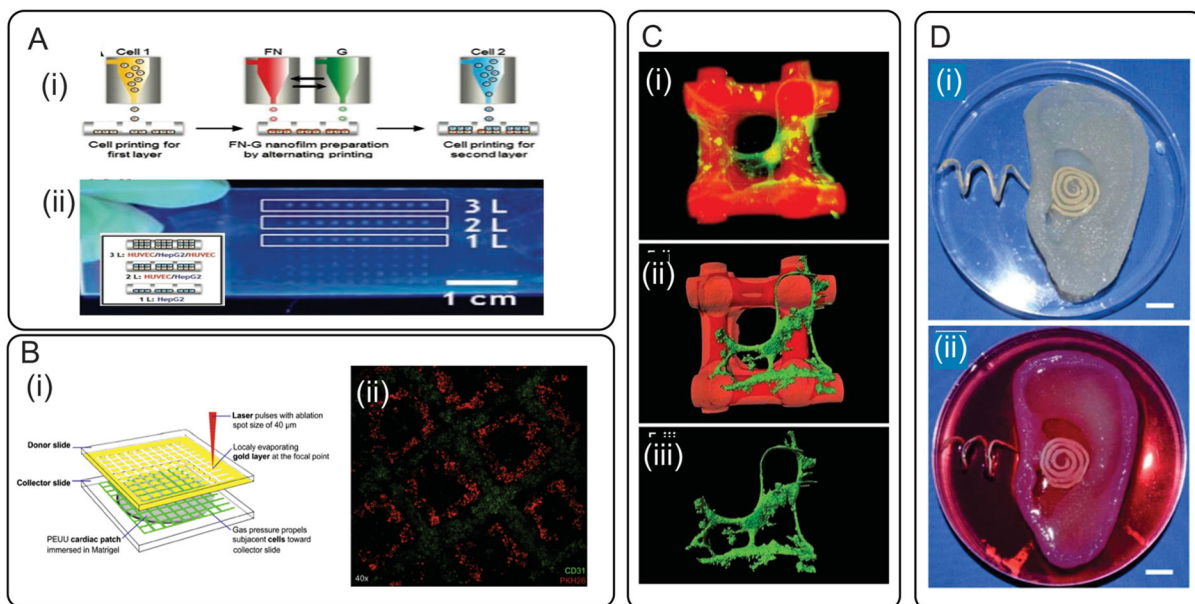 A
(i)
Cell 1
FN
G
Cell 2
Cell printing for
first layer
FN-G nanofilm preparation
by alternating printing
Cell printing for
second layer
(ii)
3 L
2 L
1 L
3 L: HUVEC/HepG2/HUVEC
2 L: HUVEC/HepG2
1 L: HepG2
1 cm
B
(i)
Laser pulses with ablation
spot size of 40 µm
Donor slide
Localy evaporating
gold layer at the focal point
Collector slide
PEUU cardiac patch
immersed in Matrigel
Gas pressure propels
subjacent cells toward
collector slide
(ii)
40x
CD31
PKH26
C
(i)
(ii)
(iii)
D
(i)
(ii)